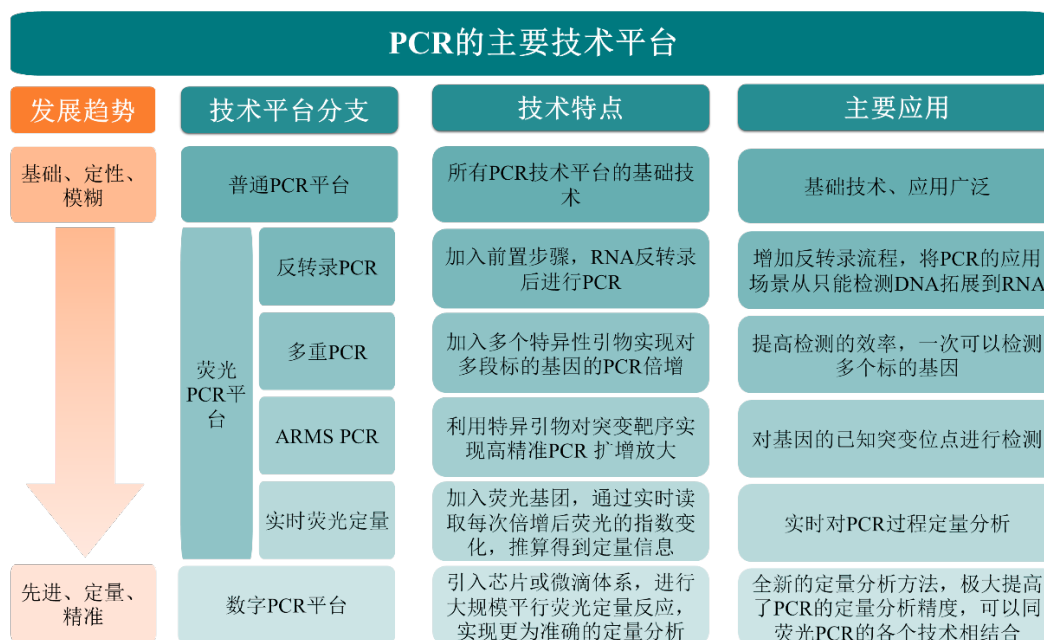 PCR的主要技术平台
发展趋势
技术平台分支
技术特点
主要应用
基础、定性、
模糊
普通PCR平台
所有PCR技术平台的基础技
术
基础技术、应用广泛
荧光
PCR平
台
反转录PCR
加入前置步骤，RNA反转录
后进行PCR
增加反转录流程，将PCR的应用
场景从只能检测DNA拓展到RNA
多重PCR
加入多个特异性引物实现对
多段标的基因的PCR倍增
提高检测的效率，一次可以检测
多个标的基因
ARMS PCR
利用特异引物对突变靶序实
现高精准PCR 扩增放大
对基因的已知突变位点进行检测
实时荧光定量
加入荧光基团，通过实时读
取每次倍增后荧光的指数变
化，推算得到定量信息
实时对PCR过程定量分析
先进、定量、
精准
数字PCR平台
引入芯片或微滴体系，进行
大规模平行荧光定量反应，
实现更为准确的定量分析
全新的定量分析方法，极大提高
了PCR的定量分析精度，可以同
荧光PCR的各个技术相结合